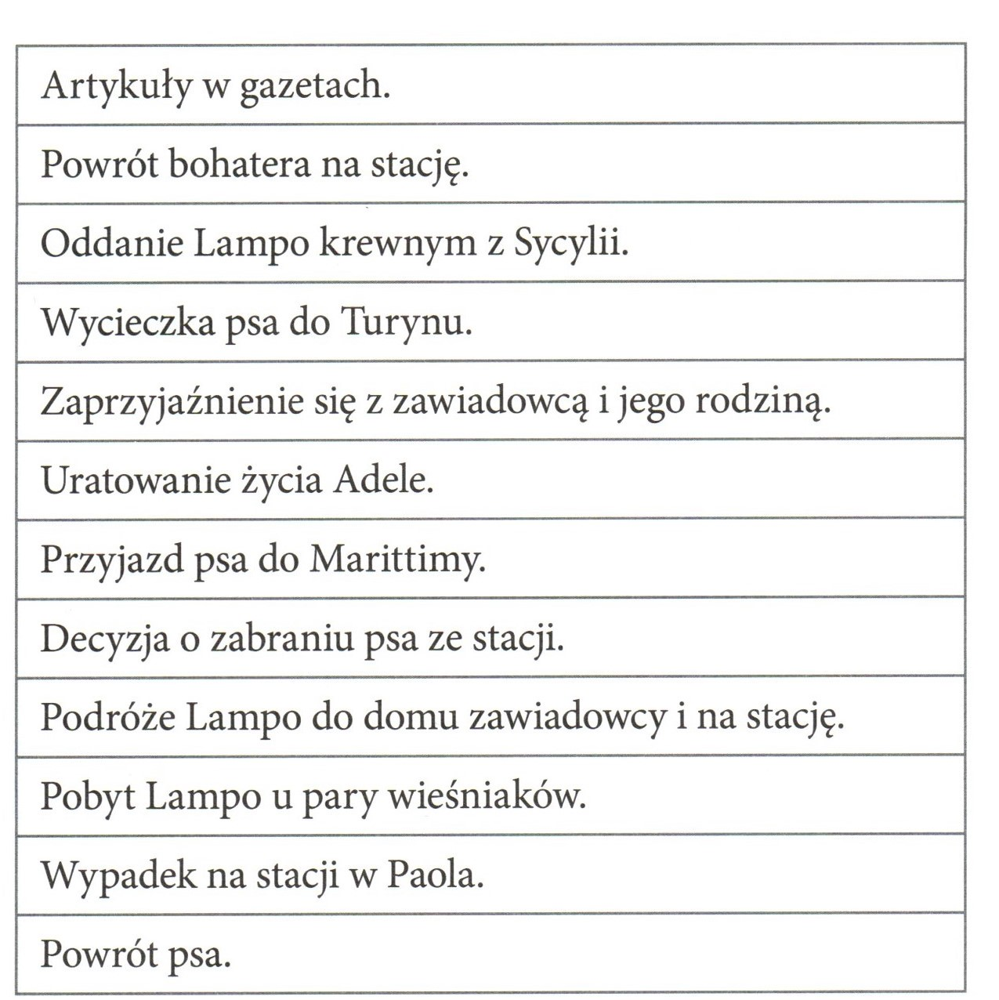 Artykuły w gazetach.
Powrót bohatera na stację.
Oddanie Lampo krewnym z Sycylii.
Wycieczka psa do Turynu.
Zaprzyjaźnienie się z zawiadowcą i jego rodziną.
Uratowanie życia Adele.
Przyjazd psa do Marittimy.
Decyzja o zabraniu psa ze stacji.
Podróże Lampo do domu zawiadowcy i na stację.
Pobyt Lampo u pary wieśniaków.
Wypadek na stacji w Paola.
Powrót psa.